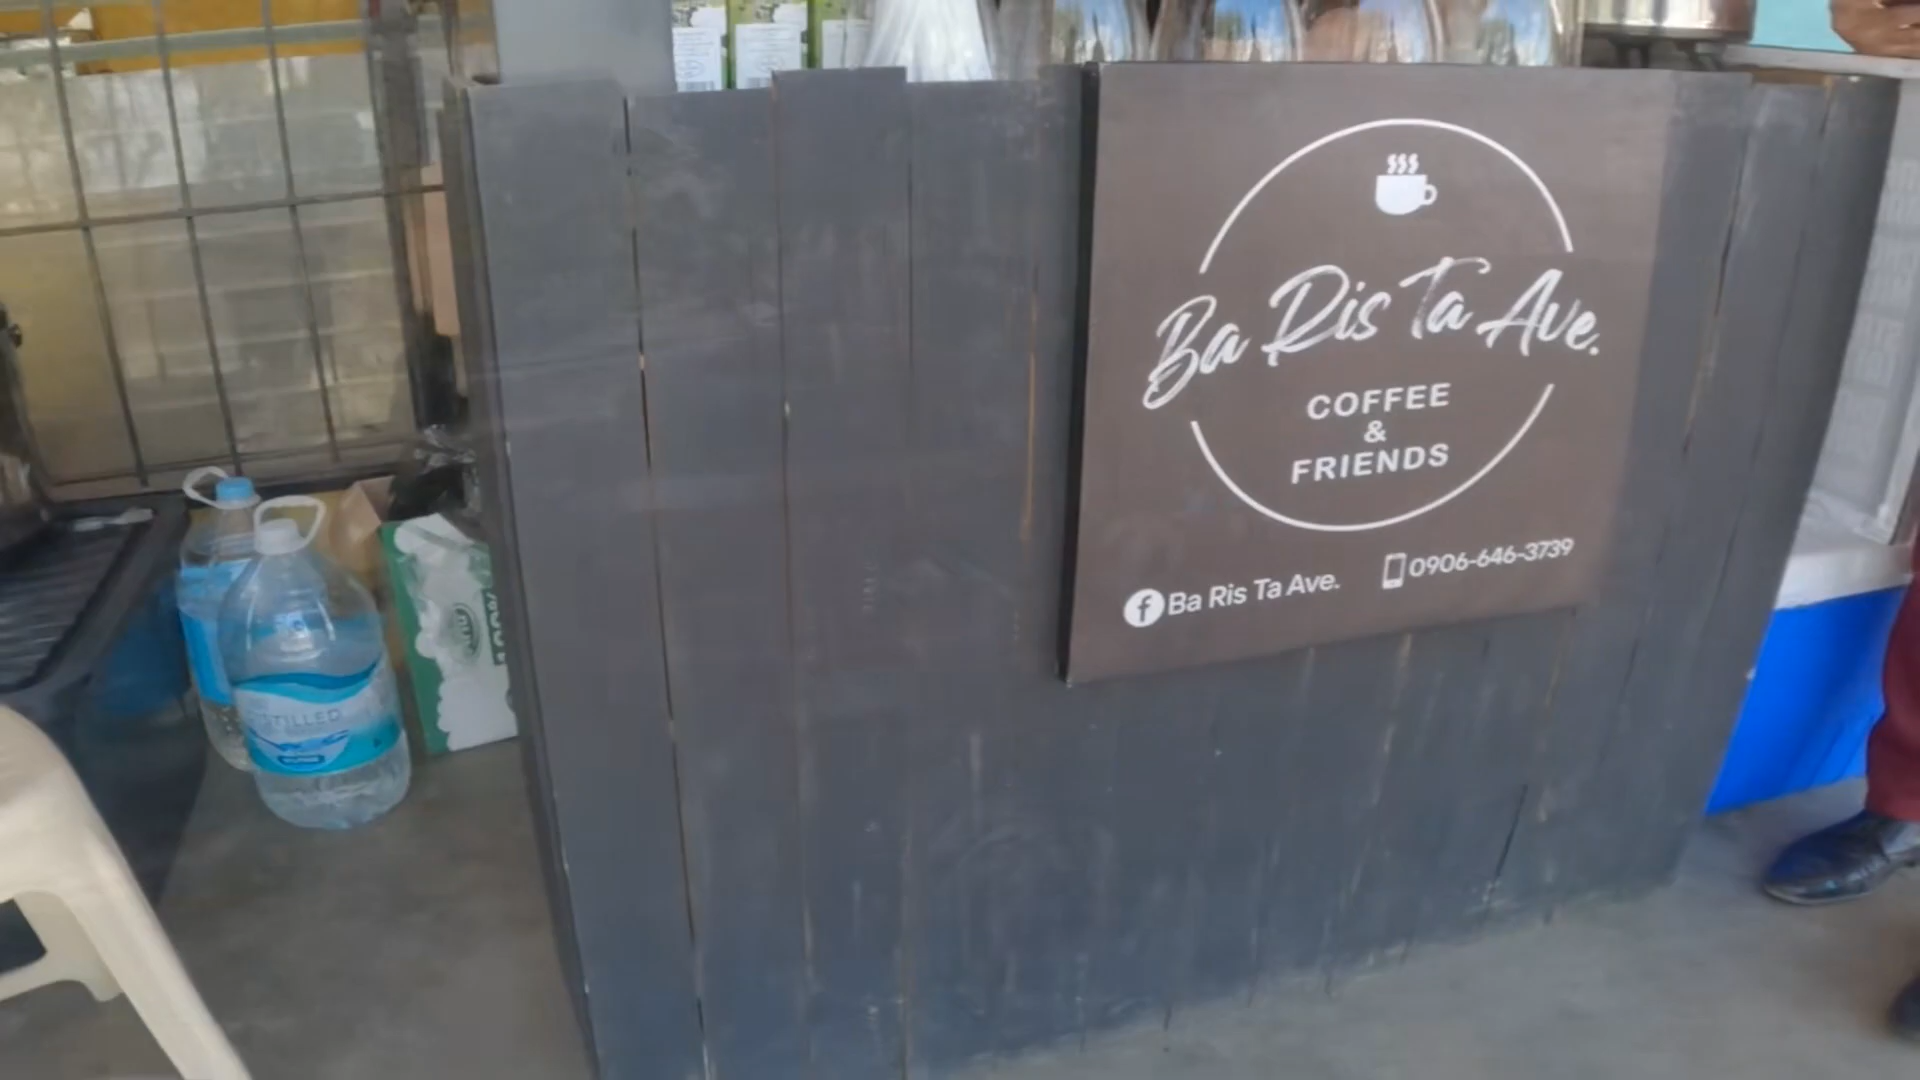 Ba Ris Ta Ave.
COFFEE
&
FRIENDS
Ba Ris Ta Ave.
0906-646-3739